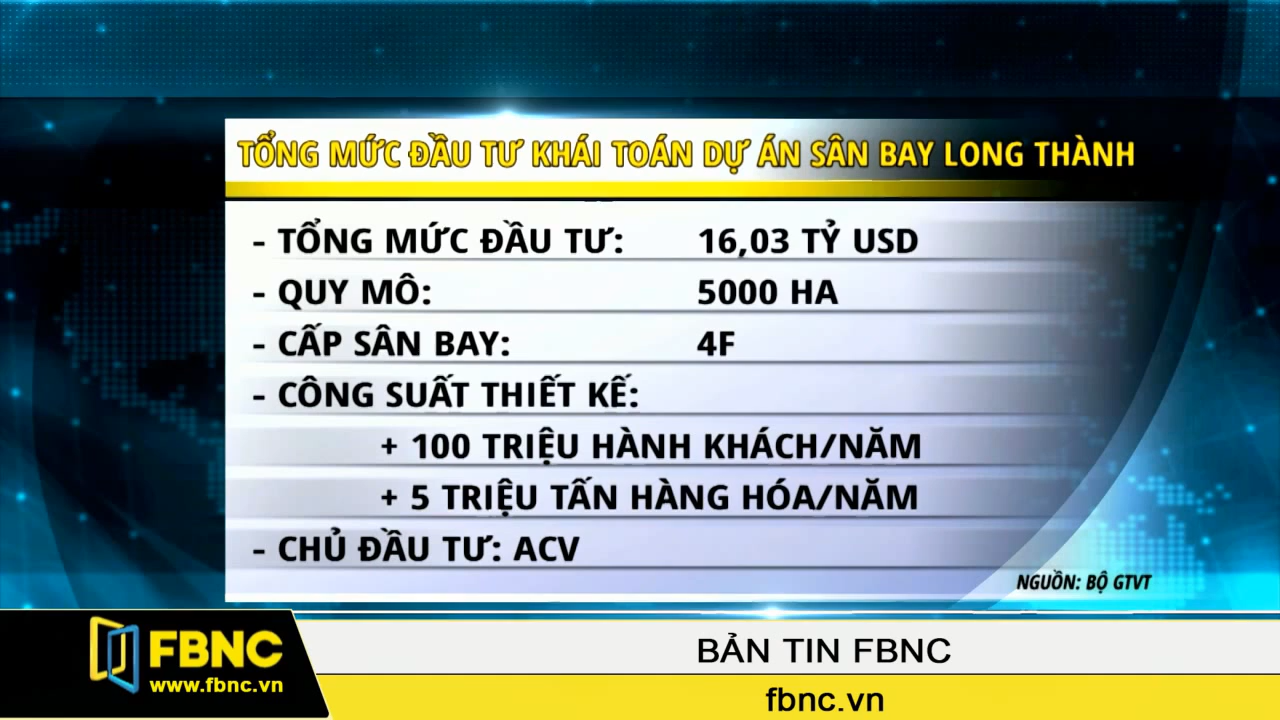 TỔNG MỨC ĐẦU TƯ KHÁI TOÁN DỰ ÁN SÂN BAY LONG THÀNH
- TỔNG MỨC ĐẦU TƯ: 16,03 TỶ USD
- QUY MÔ: 5000 HA
- CẤP SÂN BAY: 4F
- CÔNG SUẤT THIẾT KẾ:
+ 100 TRIỆU HÀNH KHÁCH/NĂM
+ 5 TRIỆU TẤN HÀNG HÓA/NĂM
- CHỦ ĐẦU TƯ: ACV
NGUỒN: BỘ GTVT
FBNC
www.fbnc.vn
BẢN TIN FBNC
fbnc.vn